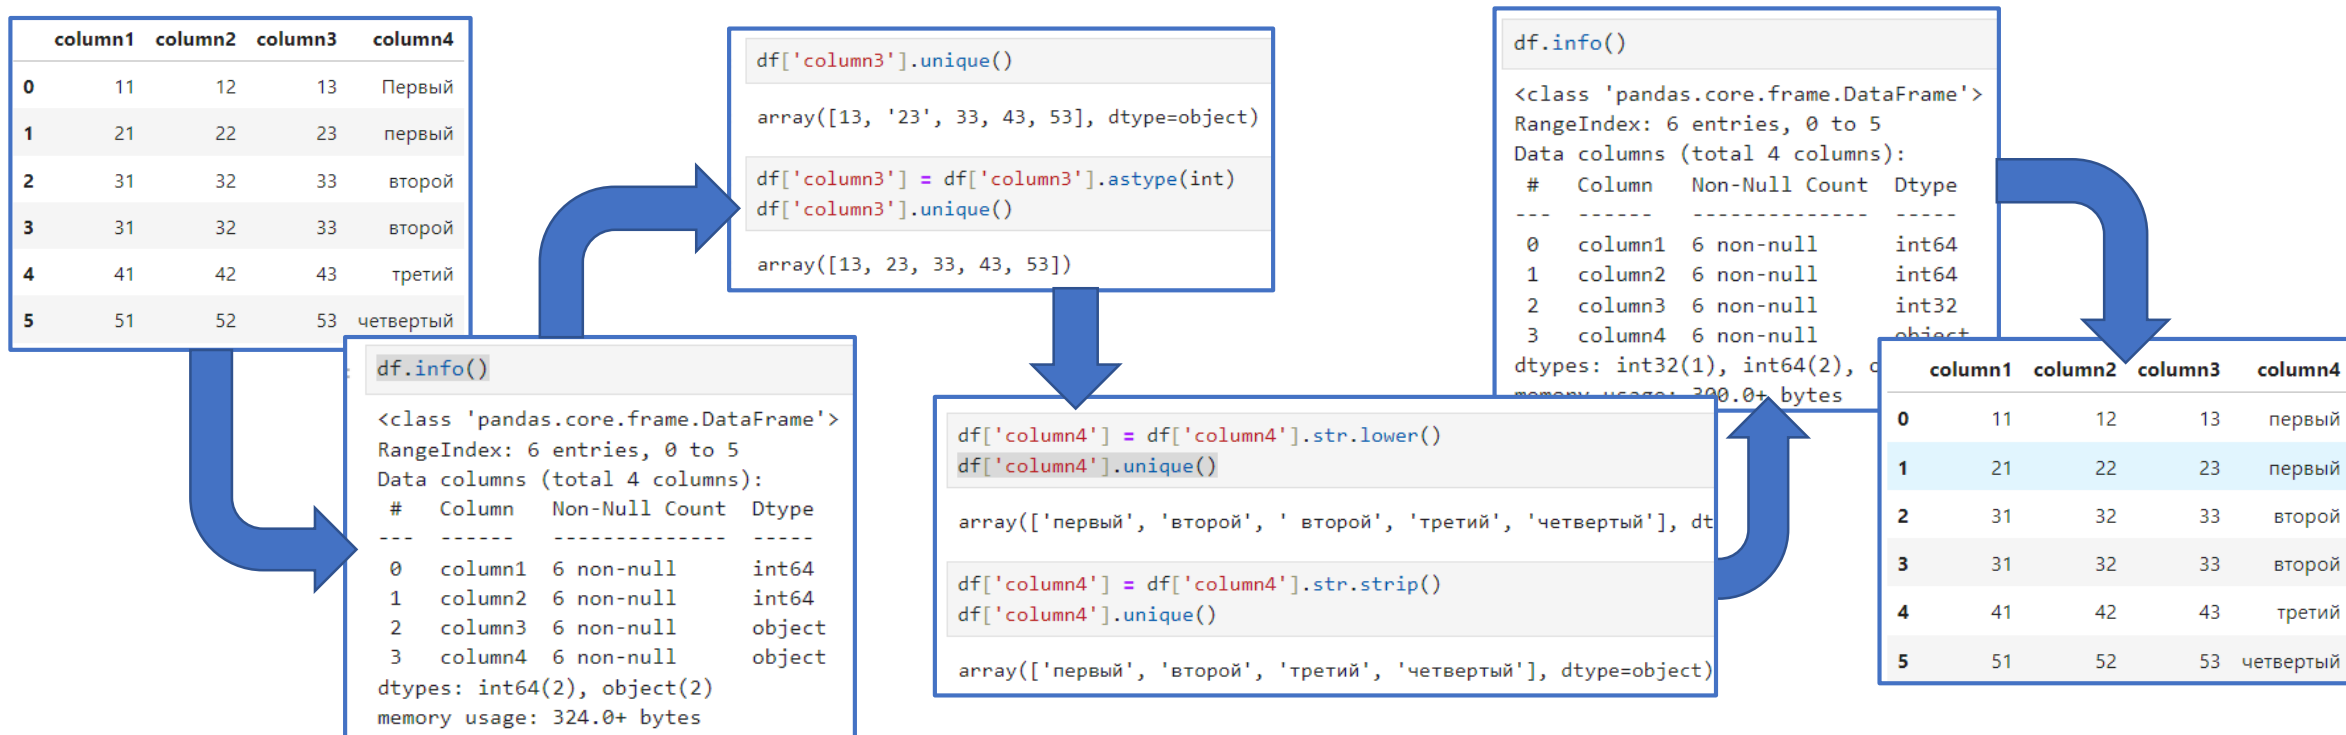 column1 column2 column3 column4
0 11 12 13 Первый
1 21 22 23 первый
2 31 32 33 второй
3 31 32 33 второй
4 41 42 43 третий
5 51 52 53 четвертый
df.info()
<class 'pandas.core.frame.DataFrame'>
RangeIndex: 6 entries, 0 to 5
Data columns (total 4 columns):
# Column Non-Null Count Dtype
--- ------ -------------- -----
0 column1 6 non-null int64
1 column2 6 non-null int64
2 column3 6 non-null object
3 column4 6 non-null object
dtypes: int64(2), object(2)
memory usage: 324.0+ bytes
df['column3'].unique()
array([13, '23', 33, 43, 53], dtype=object)
df['column3'] = df['column3'].astype(int)
df['column3'].unique()
array([13, 23, 33, 43, 53])
df['column4'] = df['column4'].str.lower()
df['column4'].unique()
array(['первый', 'второй', ' второй', 'третий', 'четвертый'], dt
df['column4'] = df['column4'].str.strip()
df['column4'].unique()
array(['первый', 'второй', 'третий', 'четвертый'], dtype=object)
df.info()
<class 'pandas.core.frame.DataFrame'>
RangeIndex: 6 entries, 0 to 5
Data columns (total 4 columns):
# Column Non-Null Count Dtype
--- ------ -------------- -----
0 column1 6 non-null int64
1 column2 6 non-null int64
2 column3 6 non-null int32
3 column4 6 non-null object
dtypes: int32(1), int64(2),
memory usage: 300.0+ bytes
column1 column2 column3 column4
0 11 12 13 первый
1 21 22 23 первый
2 31 32 33 второй
3 31 32 33 второй
4 41 42 43 третий
5 51 52 53 четвертый